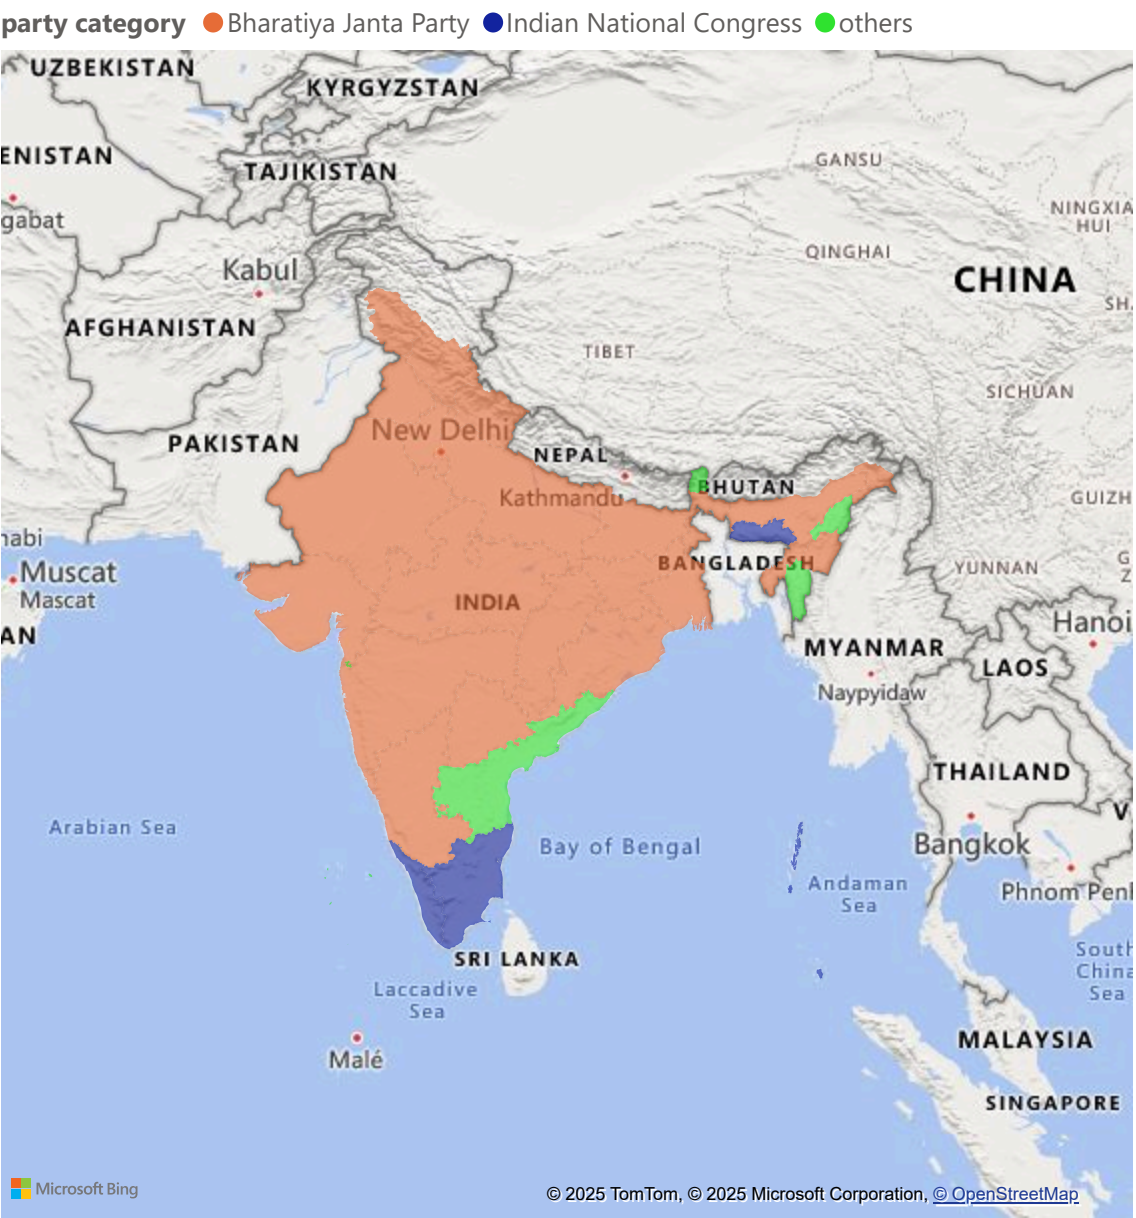 party category Bharatiya Janta Party Indian National Congress others
UZBEKISTAN
KYRGYZSTAN
ENISTAN
TAJIKISTAN
GANSU
gabat
NINGXIA
HUI
QINGHAI
Kabul
CHINA
SH
AFGHANISTAN
TIBET
SICHUAN
New Delhi
PAKISTAN
NEPAL
BHUTAN
Kathmandu
GUIZH
habi
BANGLADESH
YUNNAN
G
Z
Muscat
Mascat
INDIA
Hanoi
AN
MYANMAR
LAOS
Naypyidaw
THAILAND
V
Arabian Sea
Bay of Bengal
Bangkok
Andaman
Sea
Phnom Penl
SRI LANKA
South
China
Sea
Laccadive
Sea
Malé
MALAYSIA
SINGAPORE
Microsoft Bing
© 2025 TomTom, © 2025 Microsoft Corporation, © OpenStreetMap